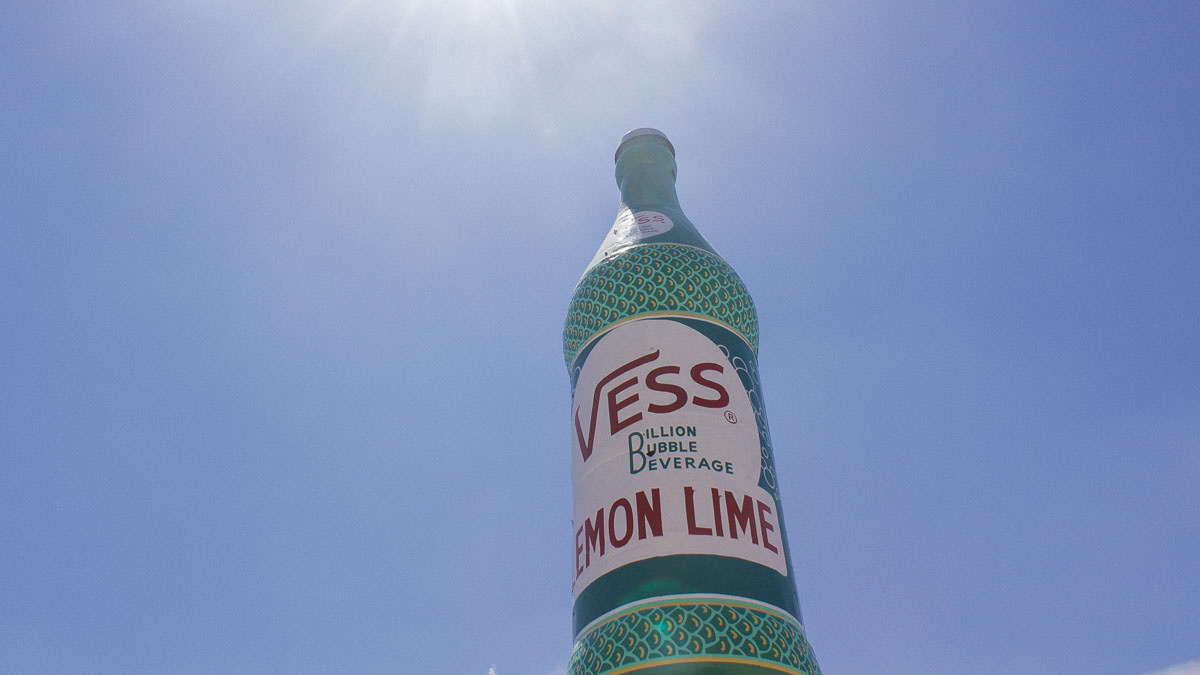 VESS®
BILLION
BUBBLE
BEVERAGE
EMON LIME